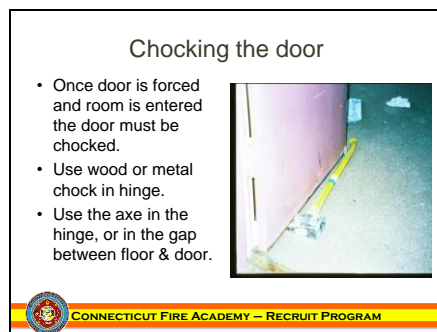 Chocking the door
• Once door is forced
and room is entered
the door must be
chocked.
• Use wood or metal
chock in hinge.
• Use the axe in the
hinge, or in the gap
between floor & door.
CONNECTICUT FIRE ACADEMY – RECRUIT PROGRAM